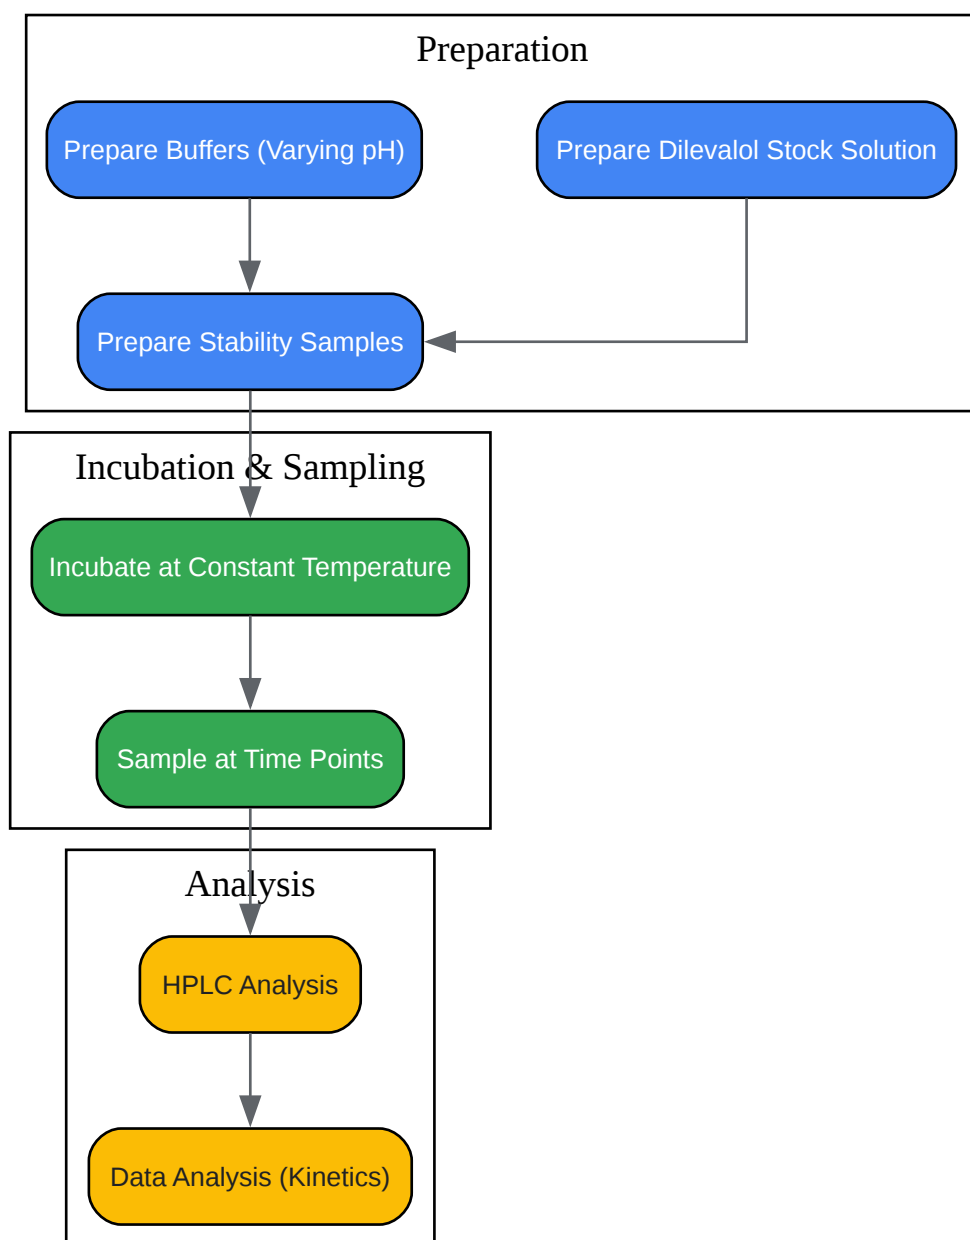 Preparation
Prepare Buffers (Varying pH)
Prepare Dilevalol Stock Solution
Prepare Stability Samples
Incubation & Sampling
Incubate at Constant Temperature
Sample at Time Points
Analysis
HPLC Analysis
Data Analysis (Kinetics)